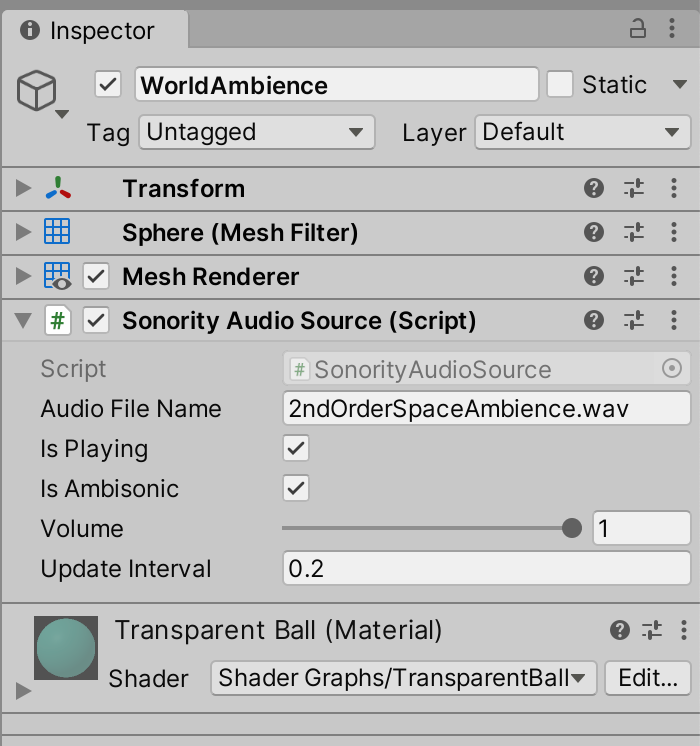 Inspector
WorldAmbience
Static
Tag Untagged Layer Default
Transform
Sphere (Mesh Filter)
Mesh Renderer
# Sonority Audio Source (Script)
Script # SonorityAudioSource
Audio File Name 2ndOrderSpaceAmbience.wav
Is Playing
Is Ambisonic
Volume 1
Update Interval 0.2
Transparent Ball (Material)
Shader Shader Graphs/TransparentBall Edit...